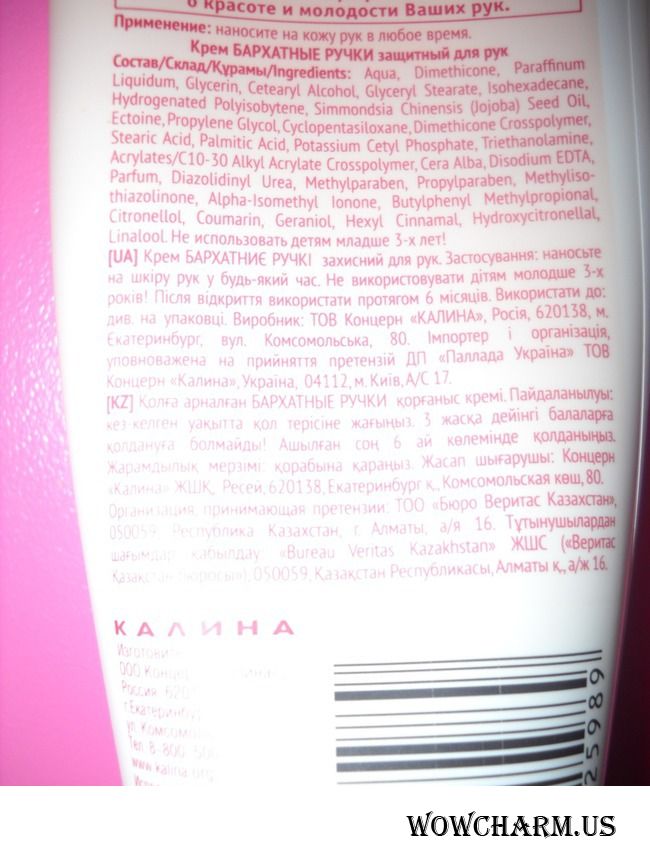 о красоте и молодости Ваших рук.
Применение: наносите на кожу рук в любое время.
Крем БАРХАТНЫЕ РУЧКИ защитный для рук
Состав/Склад/Құрамы/Ingredients: Aqua, Dimethicone, Paraffinum
Liquidum, Glycerin, Cetearyl Alcohol, Glyceryl Stearate, Isohexadecane,
Hydrogenated Polyisobytene, Simmondsia Chinensis (Jojoba) Seed Oil,
Ectoine, Propylene Glycol, Cyclopentasiloxane, Dimethicone Crosspolymer,
Stearic Acid, Palmitic Acid, Potassium Cetyl Phosphate, Triethanolamine,
Acrylates/C10-30 Alkyl Acrylate Crosspolymer, Cera Alba, Disodium EDTA,
Parfum, Diazolidinyl Urea, Methylparaben, Propylparaben, Methyliso-
thiazolinone, Alpha-Isomethyl Ionone, Butylphenyl Methylpropional,
Citronellol, Coumarin, Geraniol, Hexyl Cinnamal, Hydroxycitronellal,
Linalool. Не использовать детям младше 3-х лет!
[UA] Крем БАРХАТНИЕ РУЧКІ захисний для рук. Застосування: наносьте
на шкіру рук у будь-який час. Не використовувати дітям молодше 3-х
років! Після відкриття використати протягом 6 місяців. Використати до:
див. на упаковці. Виробник: ТОВ Концерн «КАЛИНА», Росія, 620138, м.
Єкатеринбург, вул. Комсомольська, 80. Імпортер і організація,
уповноважена на прийняття претензій ДП «Паллада Україна» ТОВ
Концерн «Калина», Україна, 04112, м. Київ, А/С 17.
[KZ] Қолға арналған БАРХАТНЫЕ РУЧКИ қорғаныс кремі. Пайдаланылуы:
кез-келген уақытта қол терісіне жағыңыз. 3 жасқа дейінгі балаларға
қолдануға болмайды! Ашылған соң 6 ай көлемінде қолданыңыз.
Жарамдылық мерзімі: қорабына қараңыз. Жасап шығарушы: Концерн
«Калина» ЖШҚ, Ресей, 620138, Екатеринбург қ., Комсомольская көш, 80.
Организация, принимающая претензии: ТОО «Бюро Веритас Казахстан»,
050059, Республика Казахстан, г. Алматы, а/я 16. Тұтынушылардан
шағымдар қабылдау «Bureau Veritas Kazakhstan» ЖШС («Веритас
Қазақстан бюросы»), 050059, Қазақстан Республикасы, Алматы қ., а/ж 16.
КАЛИНА
ООО
Россия 620
г.Екатеринбу
ул. Комсомо
Тел. 8-800
www.kalina.org
25989
WOWCHARM.US